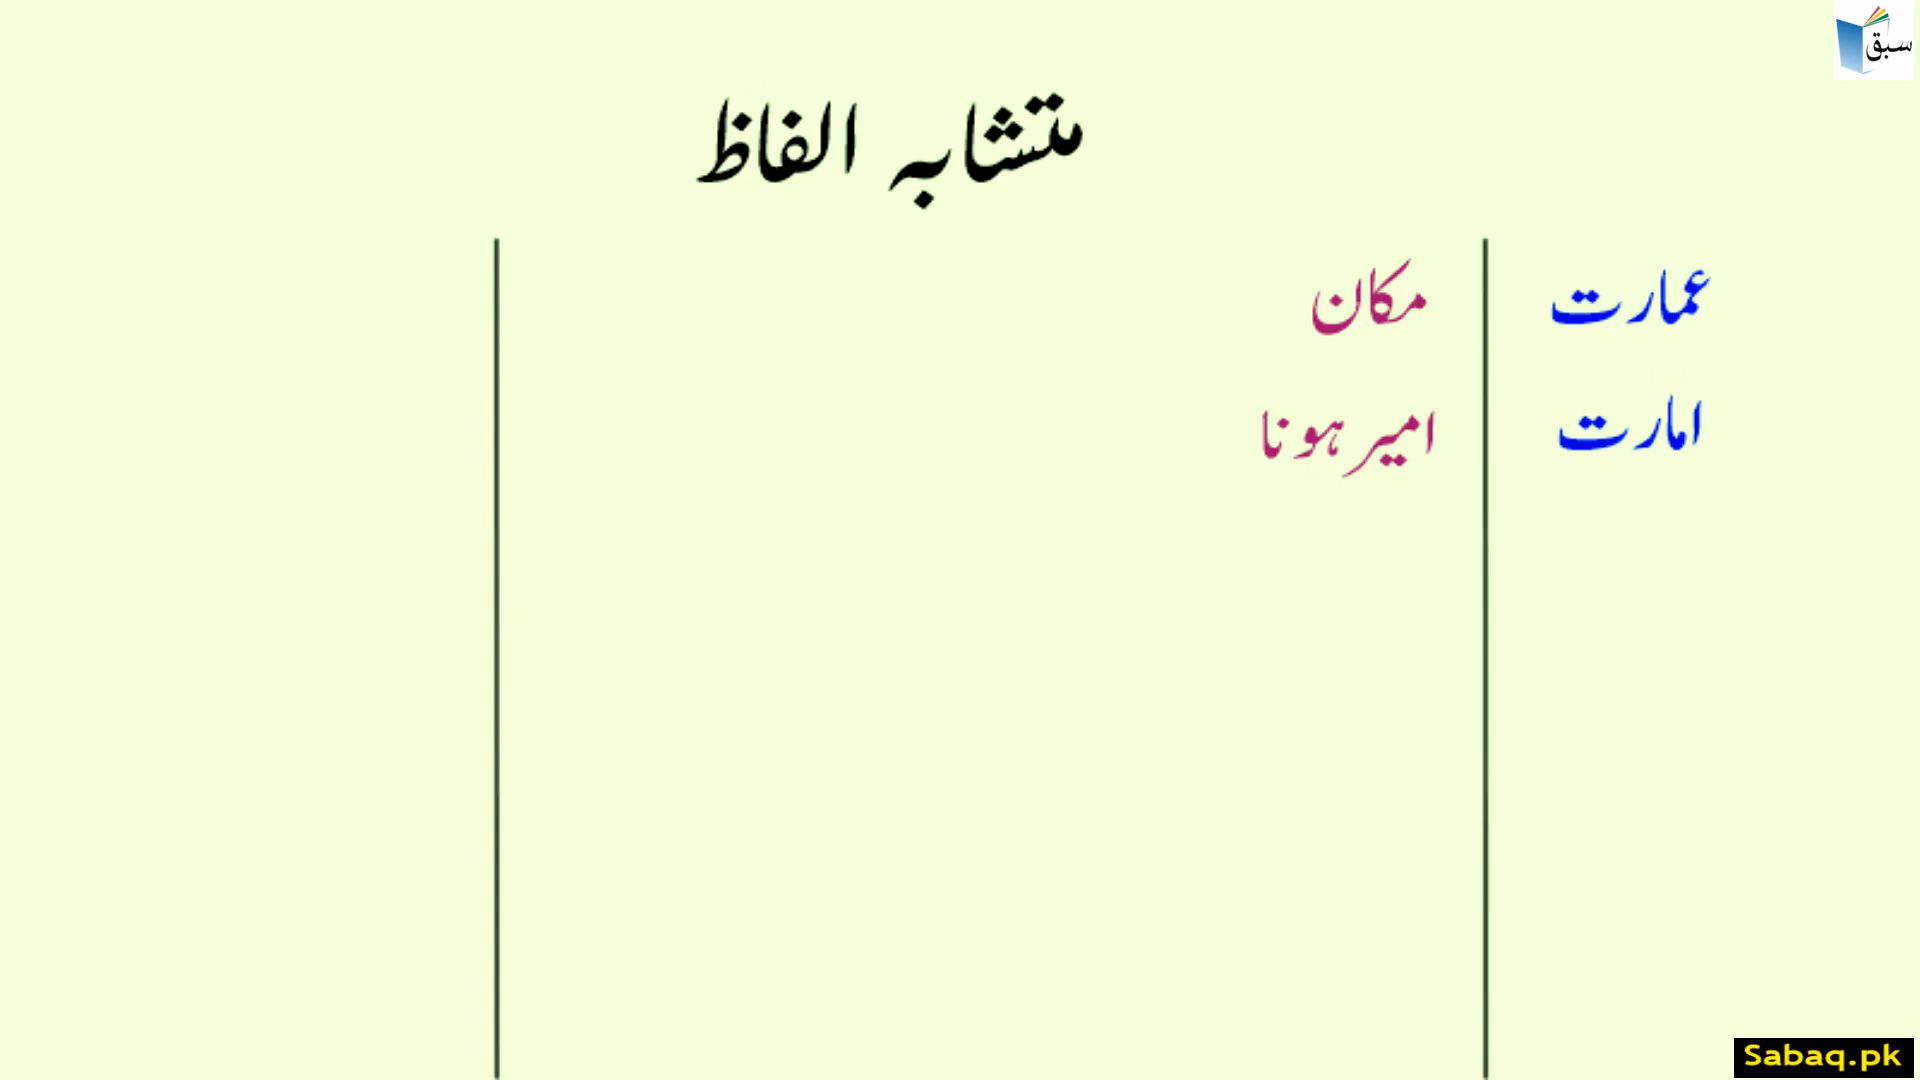 سبق
متشابہ الفاظ
عمارت مکان
امارت امیر ہونا
Sabaq.pk